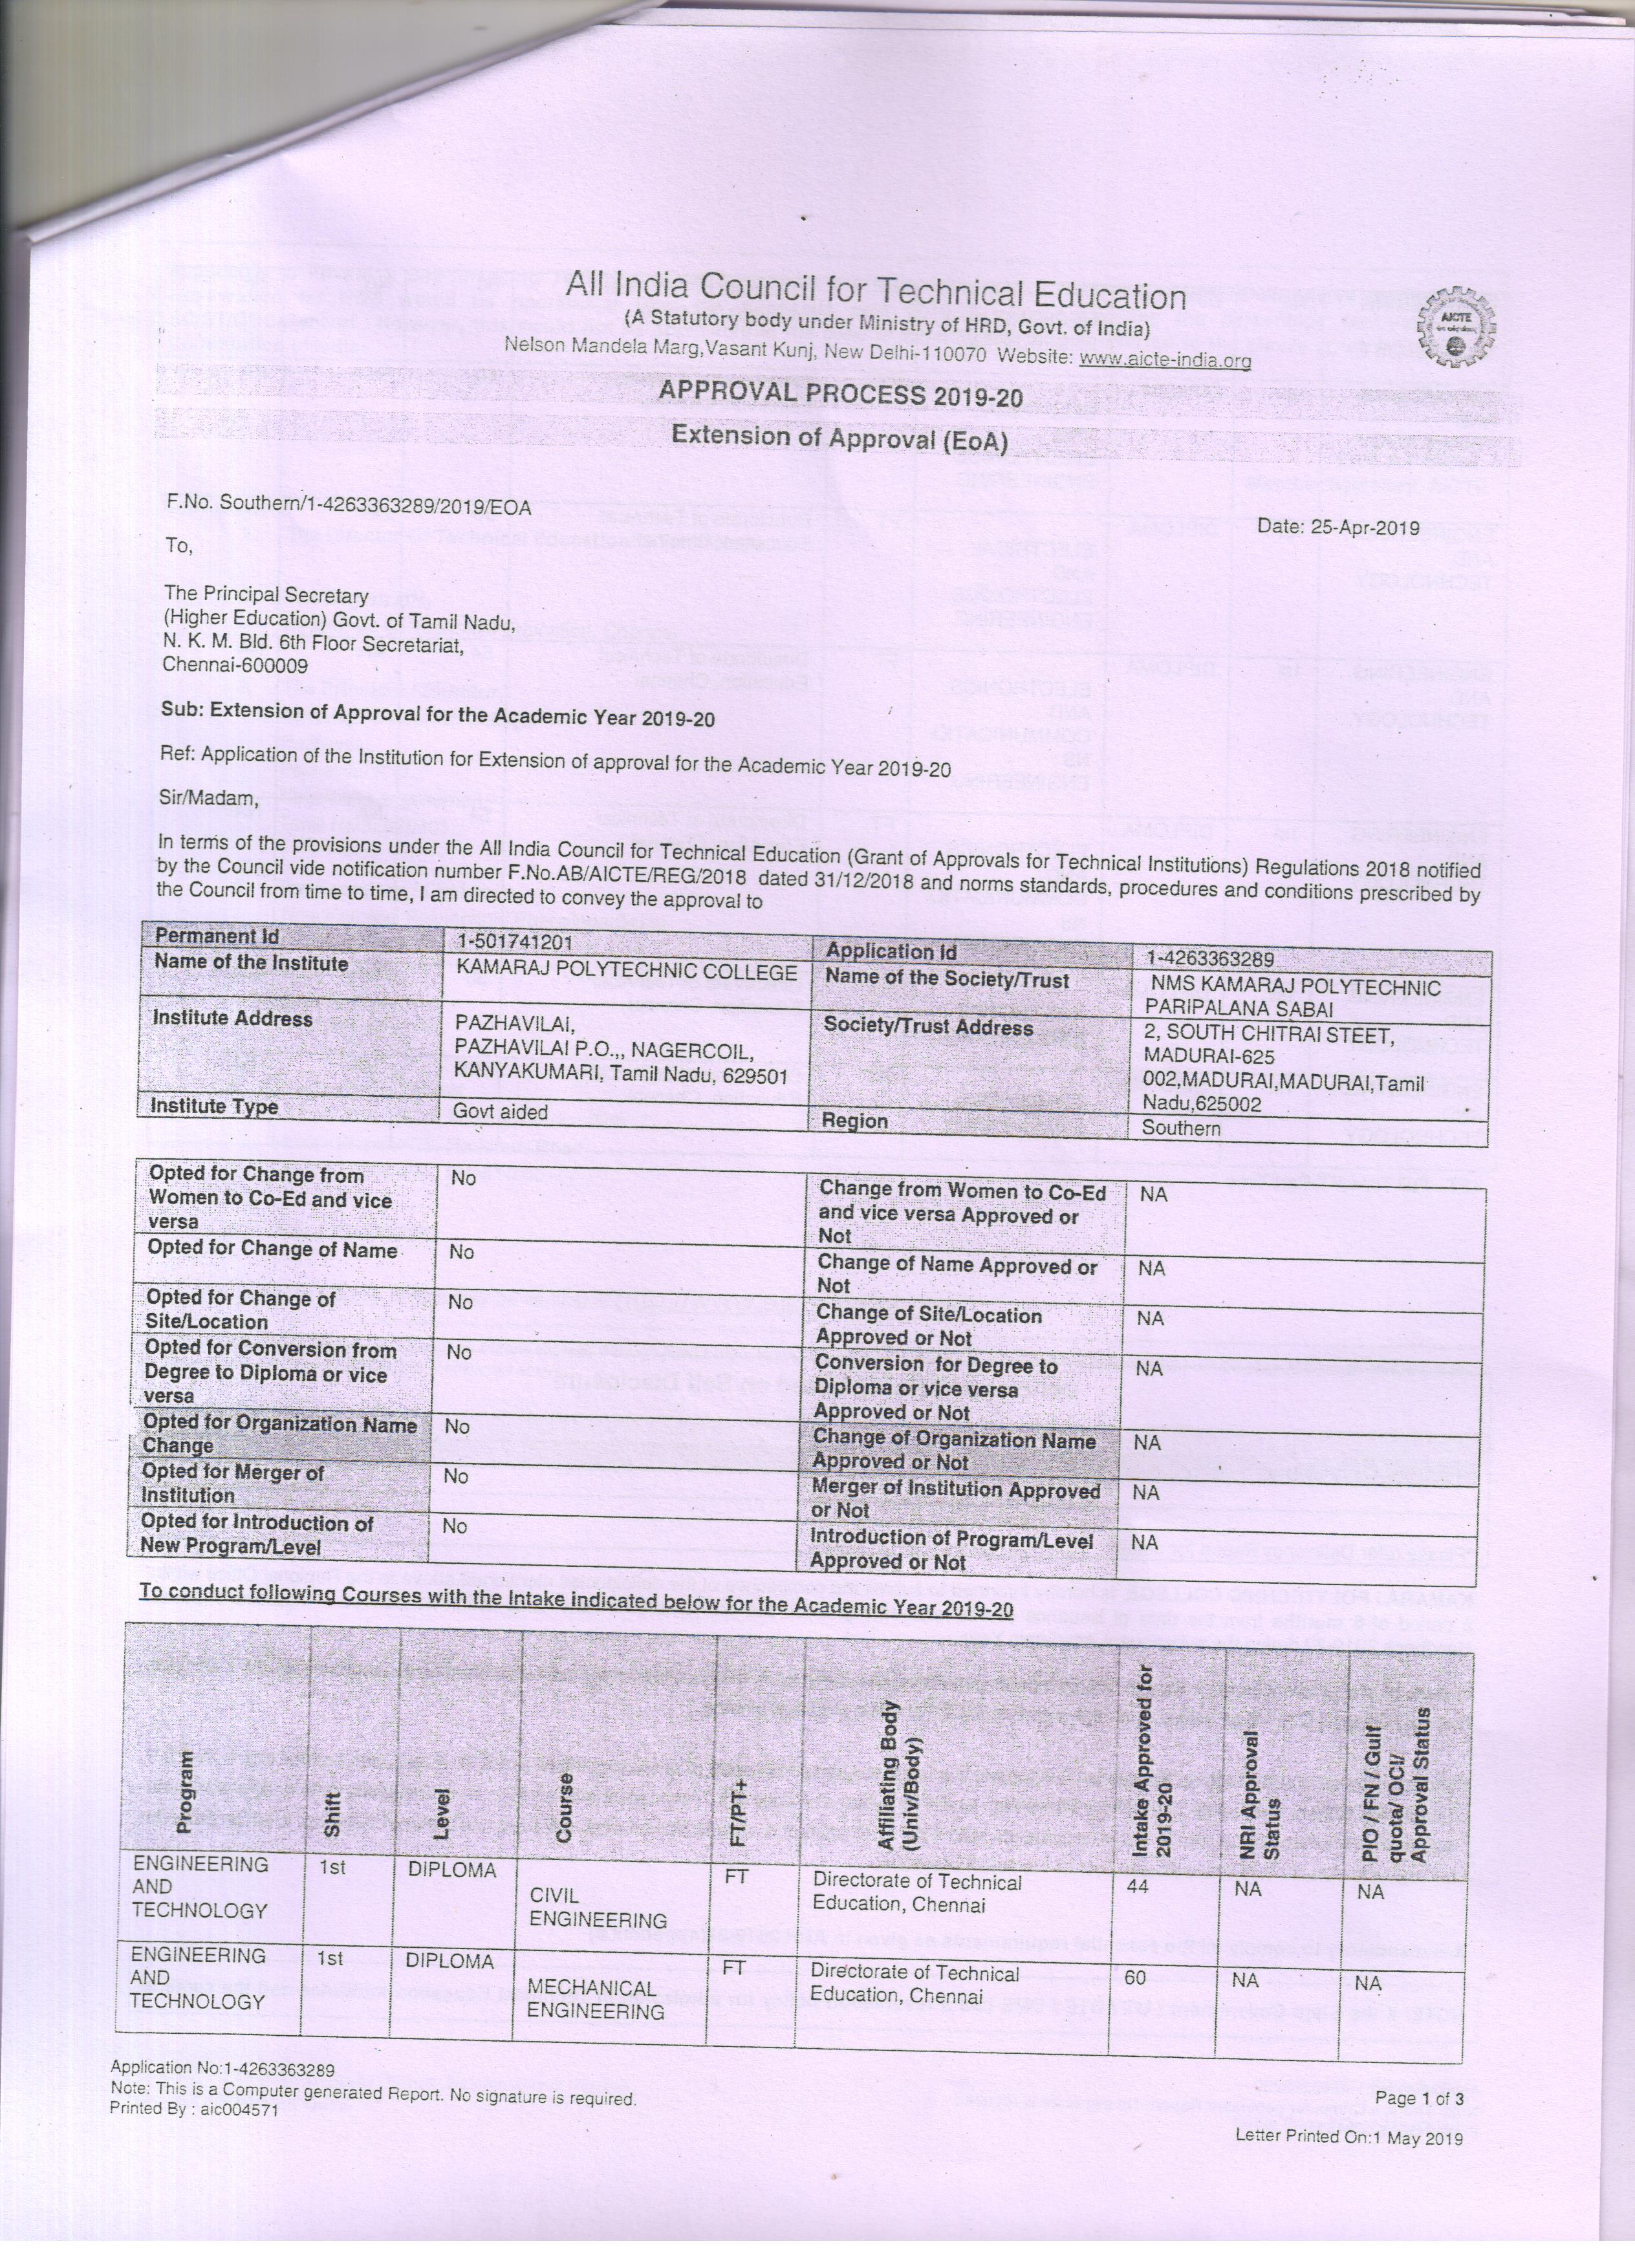 All India Council for Technical Education
(A Statutory body under Ministry of HRD, Govt. of India)
Nelson Mandela Marg,Vasant Kunj, New Delhi-110070 Website: www.aicte-india.org
AICTE
APPROVAL PROCESS 2019-20
Extension of Approval (EoA)
F.No. Southern/1-4263363289/2019/EOA
Date: 25-Apr-2019
To,
The Principal Secretary
(Higher Education) Govt. of Tamil Nadu,
N. K. M. Bld. 6th Floor Secretariat,
Chennai-600009
Sub: Extension of Approval for the Academic Year 2019-20
Ref: Application of the Institution for Extension of approval for the Academic Year 2019-20
Sir/Madam,
In terms of the provisions under the All India Council for Technical Education (Grant of Approvals for Technical Institutions) Regulations 2018 notified
by the Council vide notification number F.No.AB/AICTE/REG/2018 dated 31/12/2018 and norms standards, procedures and conditions prescribed by
the Council from time to time, I am directed to convey the approval to
Permanent Id
1-501741201
Application Id
1-4263363289
Name of the Institute
KAMARAJ POLYTECHNIC COLLEGE
Name of the Society/Trust
NMS KAMARAJ POLYTECHNIC
PARIPALANA SABAI
Institute Address
PAZHAVILAI,
PAZHAVILAI P.O.,, NAGERCOIL,
KANYAKUMARI, Tamil Nadu, 629501
Society/Trust Address
2, SOUTH CHITRAI STEET,
MADURAI-625
002,MADURAI,MADURAI,Tamil
Nadu,625002
Institute Type
Govt aided
Region
Southern
Opted for Change from
Women to Co-Ed and vice
versa
No
Change from Women to Co-Ed
and vice versa Approved or
Not
NA
Opted for Change of Name
No
Change of Name Approved or
Not
NA
Opted for Change of
Site/Location
No
Change of Site/Location
Approved or Not
NA
Opted for Conversion from
Degree to Diploma or vice
versa
No
Conversion for Degree to
Diploma or vice versa
Approved or Not
NA
Opted for Organization Name
Change
No
Change of Organization Name
Approved or Not
NA
Opted for Merger of
Institution
No
Merger of Institution Approved
or Not
NA
Opted for Introduction of
New Program/Level
No
Introduction of Program/Level
Approved or Not
NA
To conduct following Courses with the Intake indicated below for the Academic Year 2019-20
Program
Shift
Level
Course
FT/PT+
Affiliating Body
(Univ/Body)
Intake Approved for
2019-20
NRI Approval
Status
PIO / FN / Gulf
quota/ OCI/
Approval Status
ENGINEERING
AND
TECHNOLOGY
1st
DIPLOMA
CIVIL
ENGINEERING
FT
Directorate of Technical
Education, Chennai
44
NA
NA
ENGINEERING
AND
TECHNOLOGY
1st
DIPLOMA
MECHANICAL
ENGINEERING
FT
Directorate of Technical
Education, Chennai
60
NA
NA
Application No:1-4263363289
Note: This is a Computer generated Report. No signature is required.
Printed By : aic004571
Page 1 of 3
Letter Printed On:1 May 2019